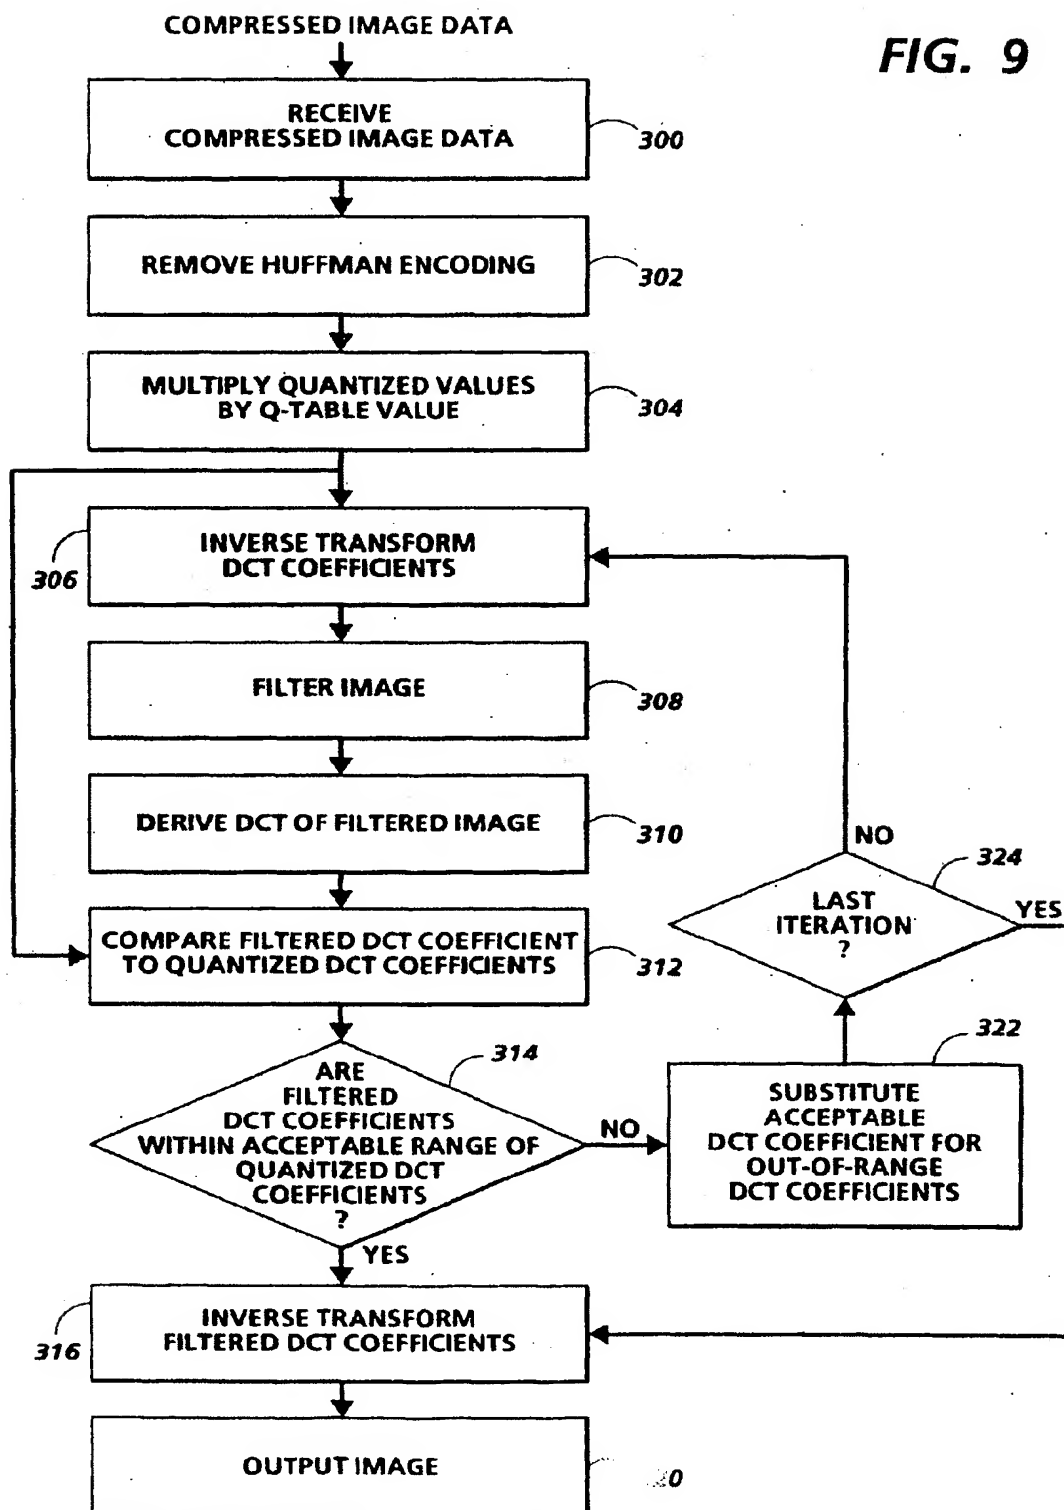 COMPRESSED IMAGE DATA
FIG. 9
RECEIVE
COMPRESSED IMAGE DATA
300
REMOVE HUFFMAN ENCODING
302
MULTIPLY QUANTIZED VALUES
BY Q-TABLE VALUE
304
INVERSE TRANSFORM
DCT COEFFICIENTS
306
FILTER IMAGE
308
DERIVE DCT OF FILTERED IMAGE
310
COMPARE FILTERED DCT COEFFICIENT
TO QUANTIZED DCT COEFFICIENTS
312
ARE
FILTERED
DCT COEFFICIENTS
WITHIN ACCEPTABLE RANGE OF
QUANTIZED DCT
COEFFICIENTS
?
314
NO
YES
SUBSTITUTE
ACCEPTABLE
DCT COEFFICIENT FOR
OUT-OF-RANGE
DCT COEFFICIENTS
322
LAST
ITERATION
?
324
NO
YES
INVERSE TRANSFORM
FILTERED DCT COEFFICIENTS
316
OUTPUT IMAGE